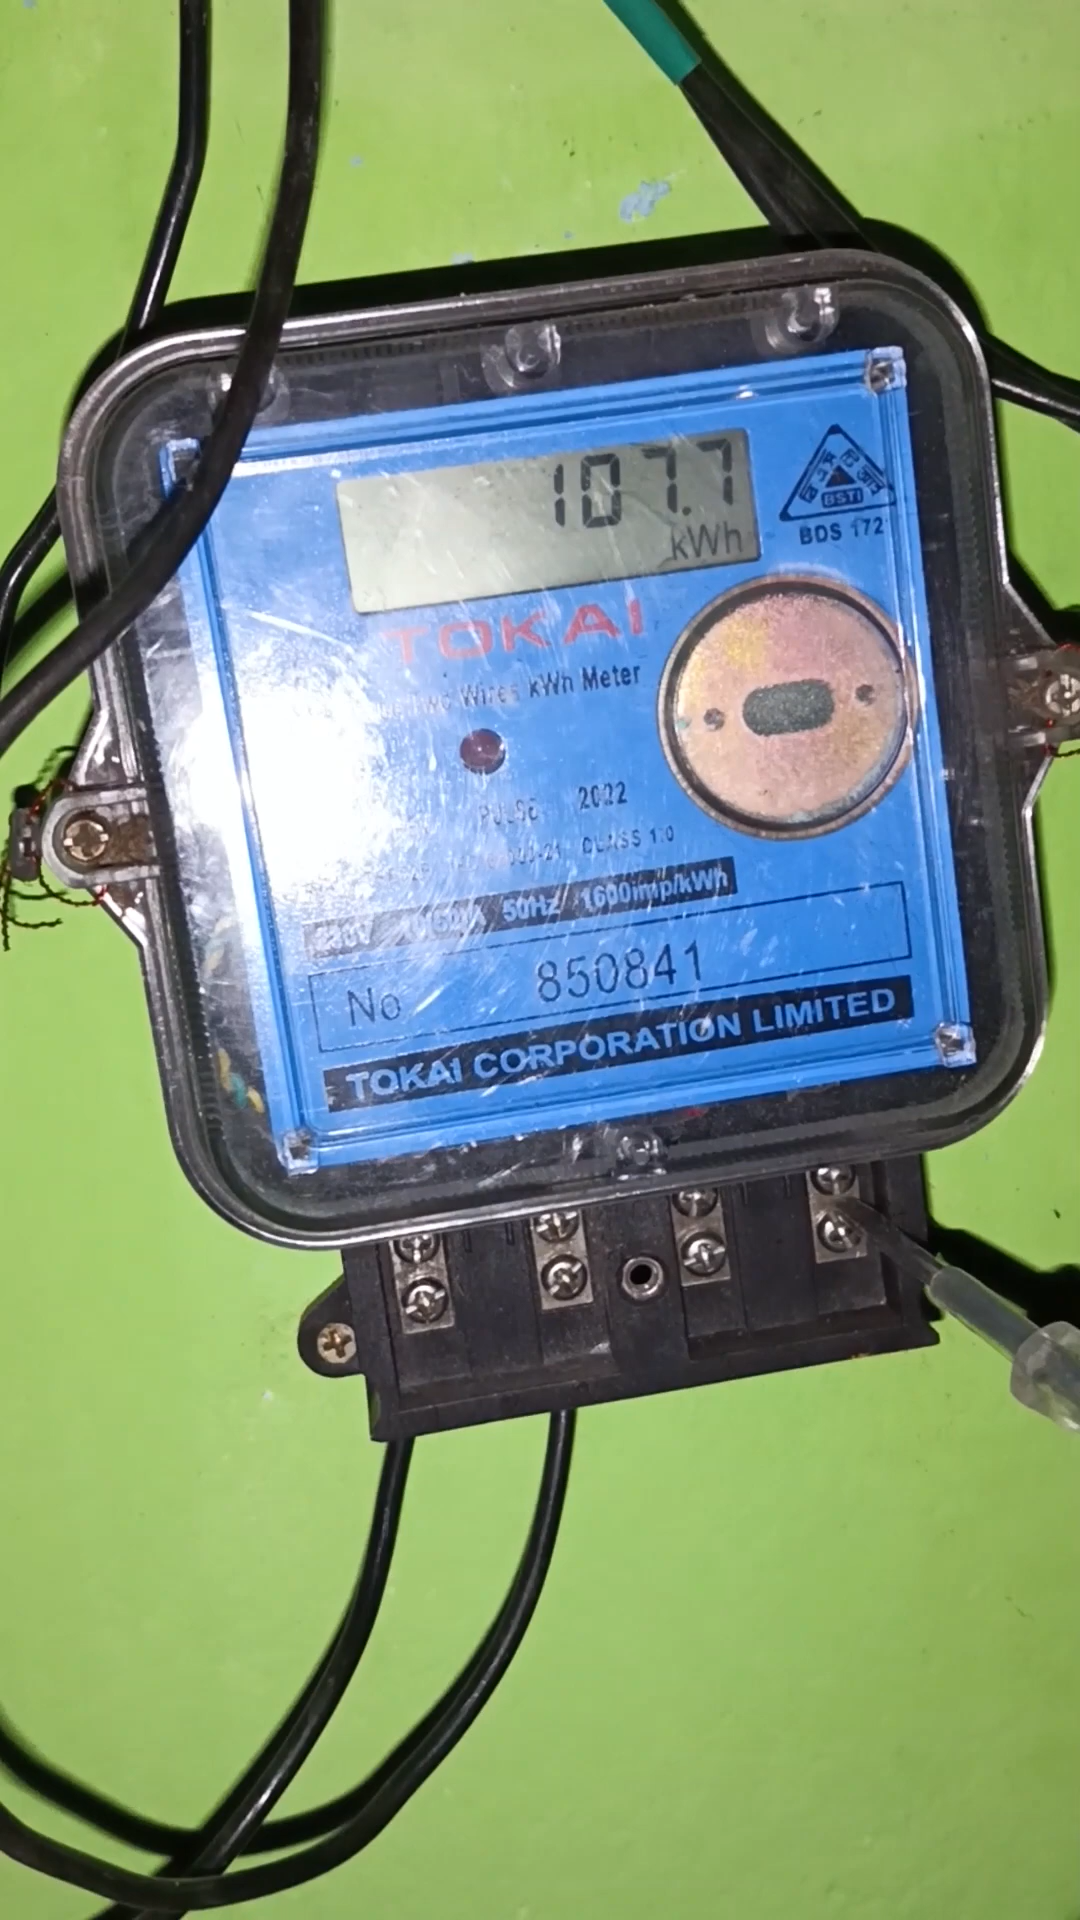 107.7
kWh
BSTI
BDS 172
TOKAI
Wires kWh Meter
PULSE 2022
CLASS 1.0
50Hz 1600imp/kWh
No 850841
TOKAI CORPORATION LIMITED